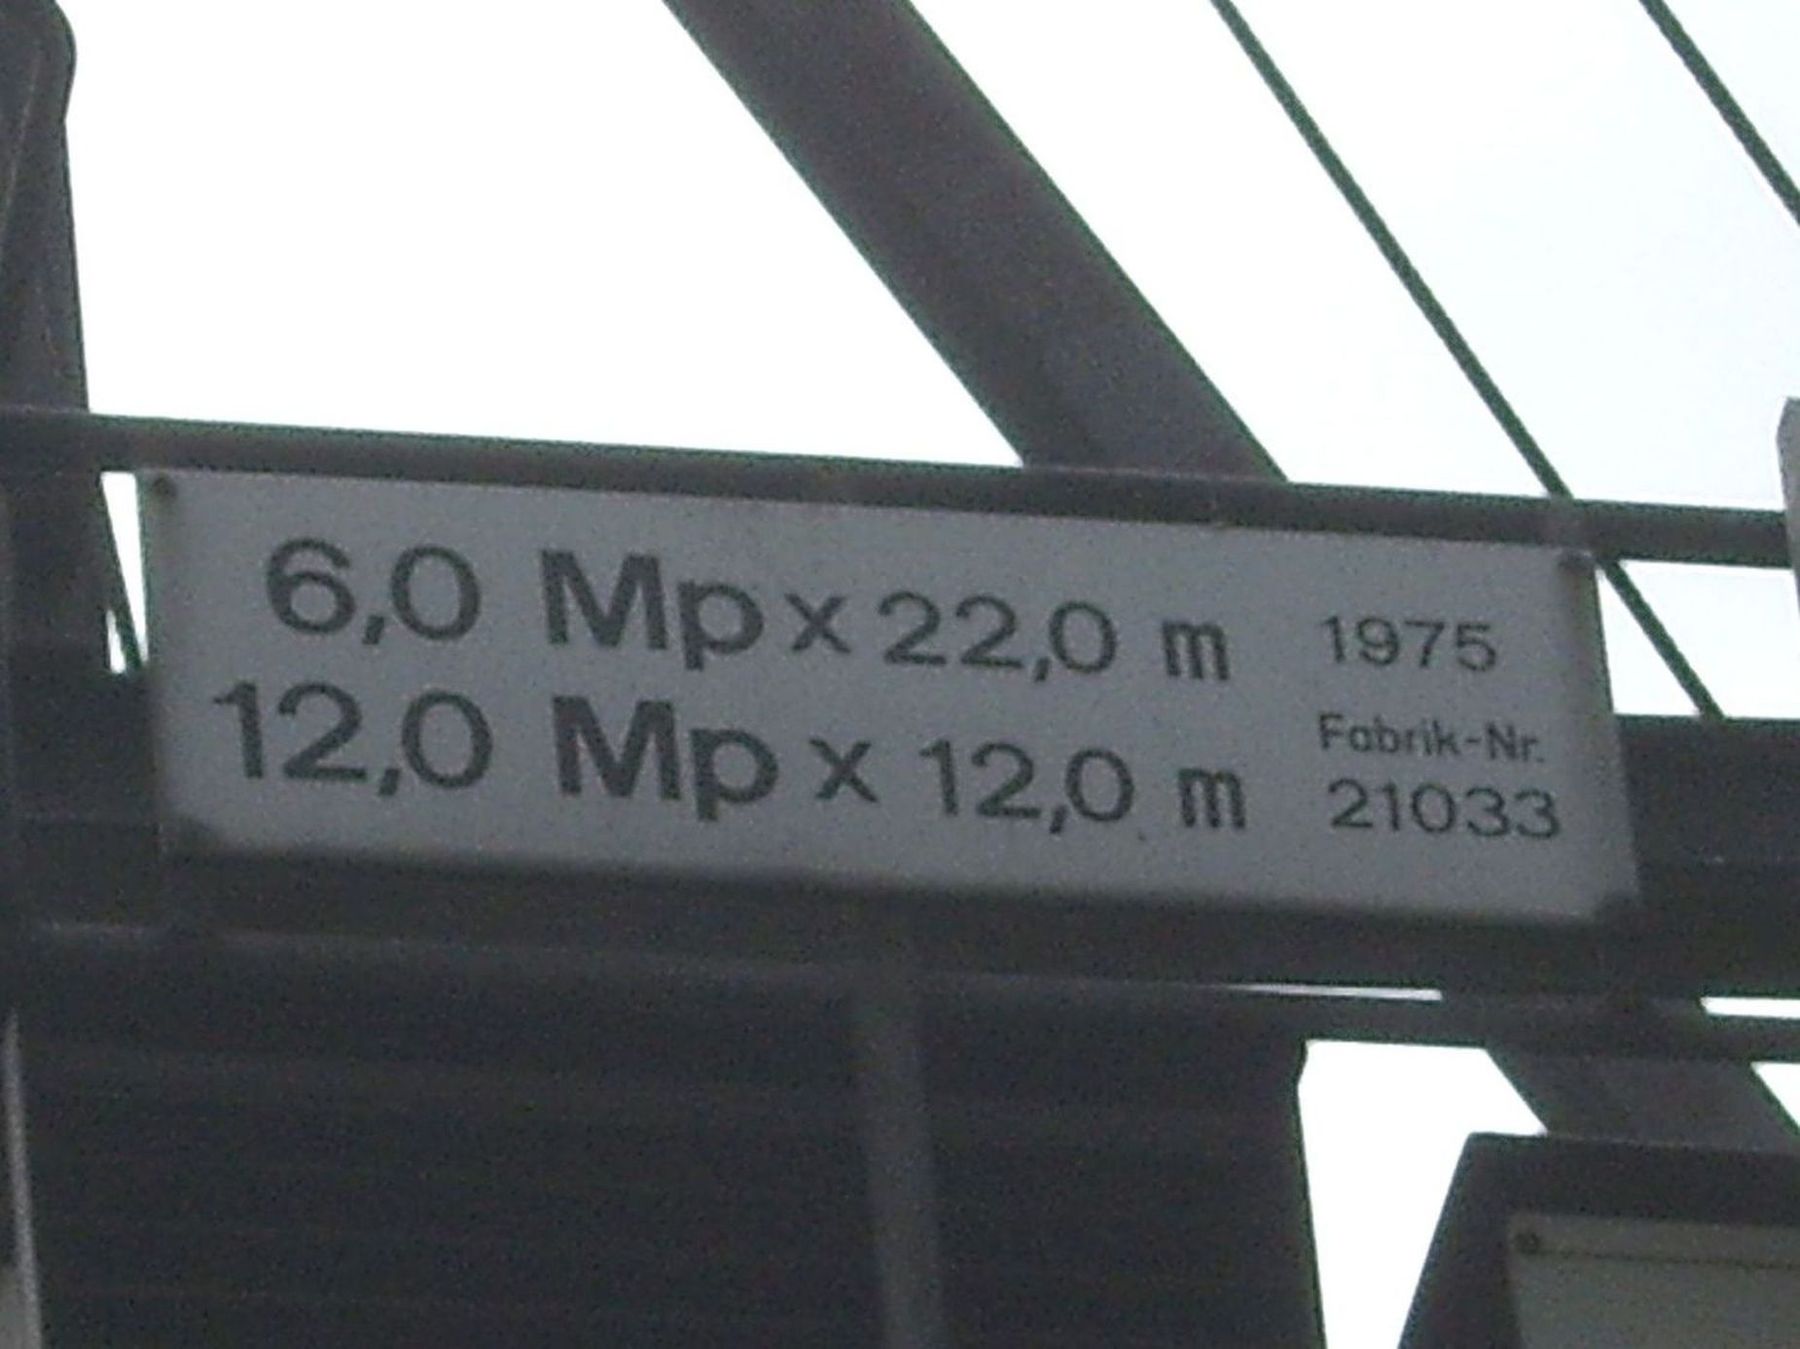 6,0 Mp x 22,0 m 1975
12,0 Mp x 12,0 m Fabrik-Nr.
21033